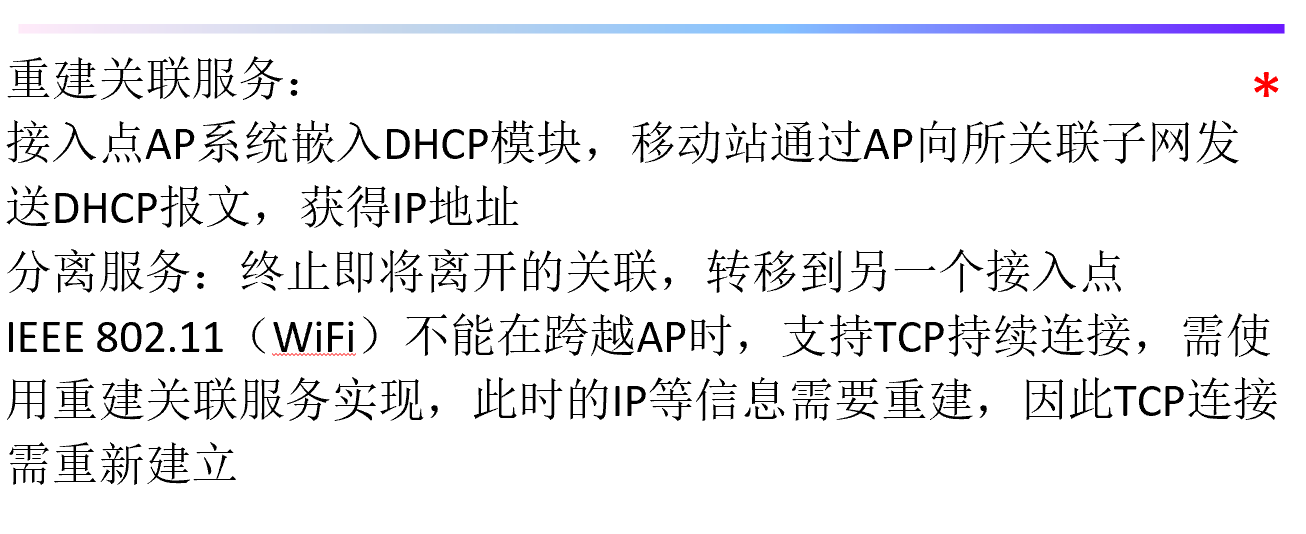 重建关联服务：
*
接入点AP系统嵌入DHCP模块，移动站通过AP向所关联子网发
送DHCP报文，获得IP地址
分离服务：终止即将离开的关联，转移到另一个接入点
IEEE 802.11（WiFi）不能在跨越AP时，支持TCP持续连接，需使
用重建关联服务实现，此时的IP等信息需要重建，因此TCP连接
需重新建立